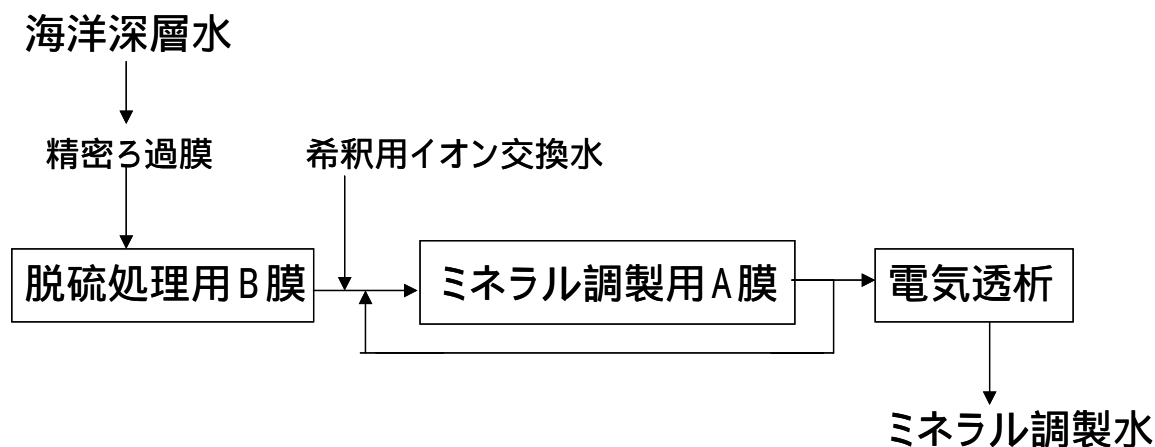 海洋深層水
精密ろ過膜
希釈用イオン交換水
脱硫処理用B膜
ミネラル調製用A膜
電気透析
ミネラル調製水